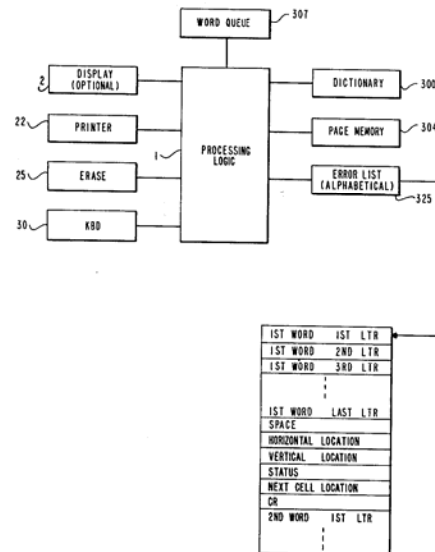 WORD QUEUE
307
2
DISPLAY
(OPTIONAL)
DICTIONARY
300
22
PRINTER
PAGE MEMORY
304
1
PROCESSING
LOGIC
25
ERASE
ERROR LIST
(ALPHABETICAL)
325
30
KBD
1ST WORD 1ST LTR
1ST WORD 2ND LTR
1ST WORD 3RD LTR
1ST WORD LAST LTR
SPACE
HORIZONTAL LOCATION
VERTICAL LOCATION
STATUS
NEXT CELL LOCATION
CR
2ND WORD 1ST LTR